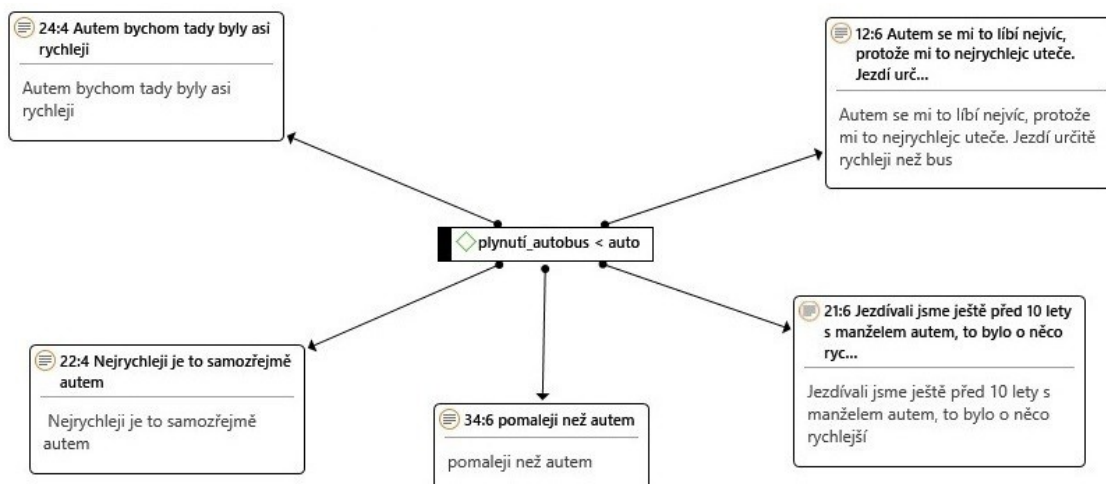 24:4 Autem bychom tady byly asi
rychleji
Autem bychom tady byly asi
rychleji
12:6 Autem se mi to líbí nejvíc,
protože mi to nejrychlejc uteče.
Jezdí urč...
Autem se mi to líbí nejvíc, protože
mi to nejrychlejc uteče. Jezdí určitě
rychleji než bus
plynutí_autobus < auto
22:4 Nejrychleji je to samozřejmě
autem
Nejrychleji je to samozřejmě
autem
34:6 pomaleji než autem
pomaleji než autem
21:6 Jezdívali jsme ještě před 10 lety
s manželem autem, to bylo o něco
ryc...
Jezdívali jsme ještě před 10 lety s
manželem autem, to bylo o něco
rychlejší